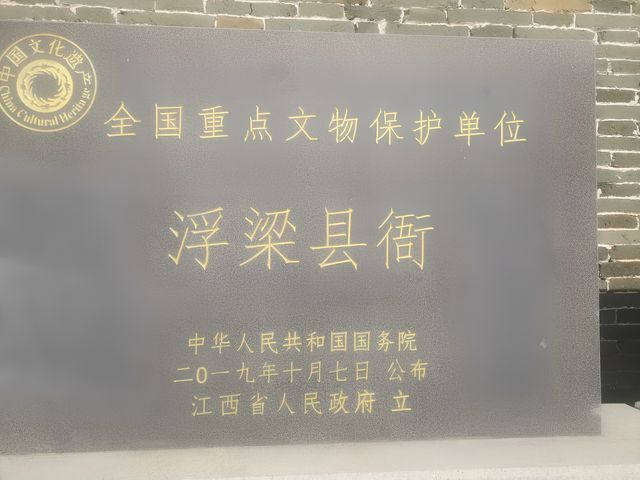 中国文化遗产
China Cultural Heritage
全国重点文物保护单位
浮梁县衙
中华人民共和国国务院
二〇一九年十月七日 公布
江西省人民政府 立